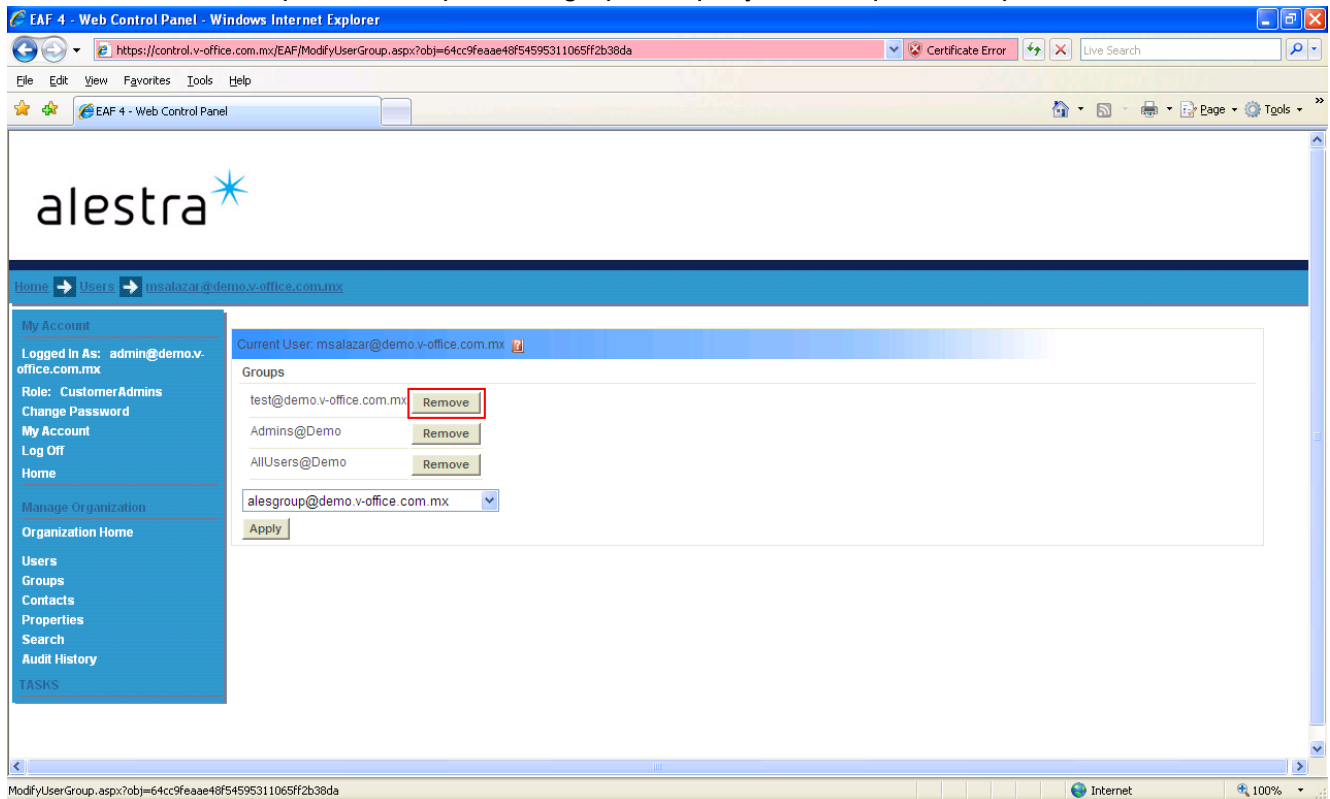 EAF 4 - Web Control Panel - Windows Internet Explorer
https://control.v-office.com.mx/EAF/ModifyUserGroup.aspx?obj=64cc9feaae48f54595311065ff2b38da
Certificate Error
Live Search
File Edit View Favorites Tools Help
EAF 4 - Web Control Panel
Page Tools
alestra
Home Users msalazar@demo.v-office.com.mx
My Account
Logged In As: admin@demo.v-
office.com.mx
Role: CustomerAdmins
Change Password
My Account
Log Off
Home
Manage Organization
Organization Home
Users
Groups
Contacts
Properties
Search
Audit History
TASKS
Current User: msalazar@demo.v-office.com.mx
Groups
test@demo.v-office.com.mx Remove
Admins@Demo Remove
AllUsers@Demo Remove
alesgroup@demo.v-office.com.mx
Apply
ModifyUserGroup.aspx?obj=64cc9feaae48f54595311065ff2b38da
Internet
100%